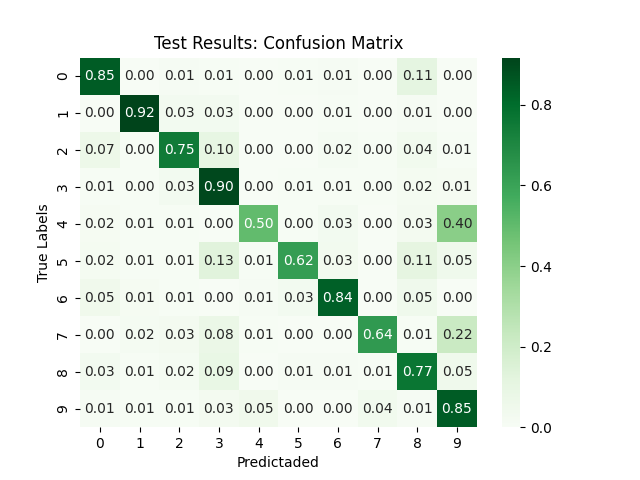 Test Results: Confusion Matrix
True Labels
0 0.85 0.00 0.01 0.01 0.00 0.01 0.01 0.00 0.11 0.00
1 0.00 0.92 0.03 0.03 0.00 0.00 0.01 0.00 0.01 0.00
2 0.07 0.00 0.75 0.10 0.00 0.00 0.02 0.00 0.04 0.01
3 0.01 0.00 0.03 0.90 0.00 0.01 0.01 0.00 0.02 0.01
4 0.02 0.01 0.01 0.00 0.50 0.00 0.03 0.00 0.03 0.40
5 0.02 0.01 0.01 0.13 0.01 0.62 0.03 0.00 0.11 0.05
6 0.05 0.01 0.01 0.00 0.01 0.03 0.84 0.00 0.05 0.00
7 0.00 0.02 0.03 0.08 0.01 0.00 0.00 0.64 0.01 0.22
8 0.03 0.01 0.02 0.09 0.00 0.01 0.01 0.01 0.77 0.05
9 0.01 0.01 0.01 0.03 0.05 0.00 0.00 0.04 0.01 0.85
0 1 2 3 4 5 6 7 8 9
Predictaded
0.8
0.6
0.4
0.2
0.0